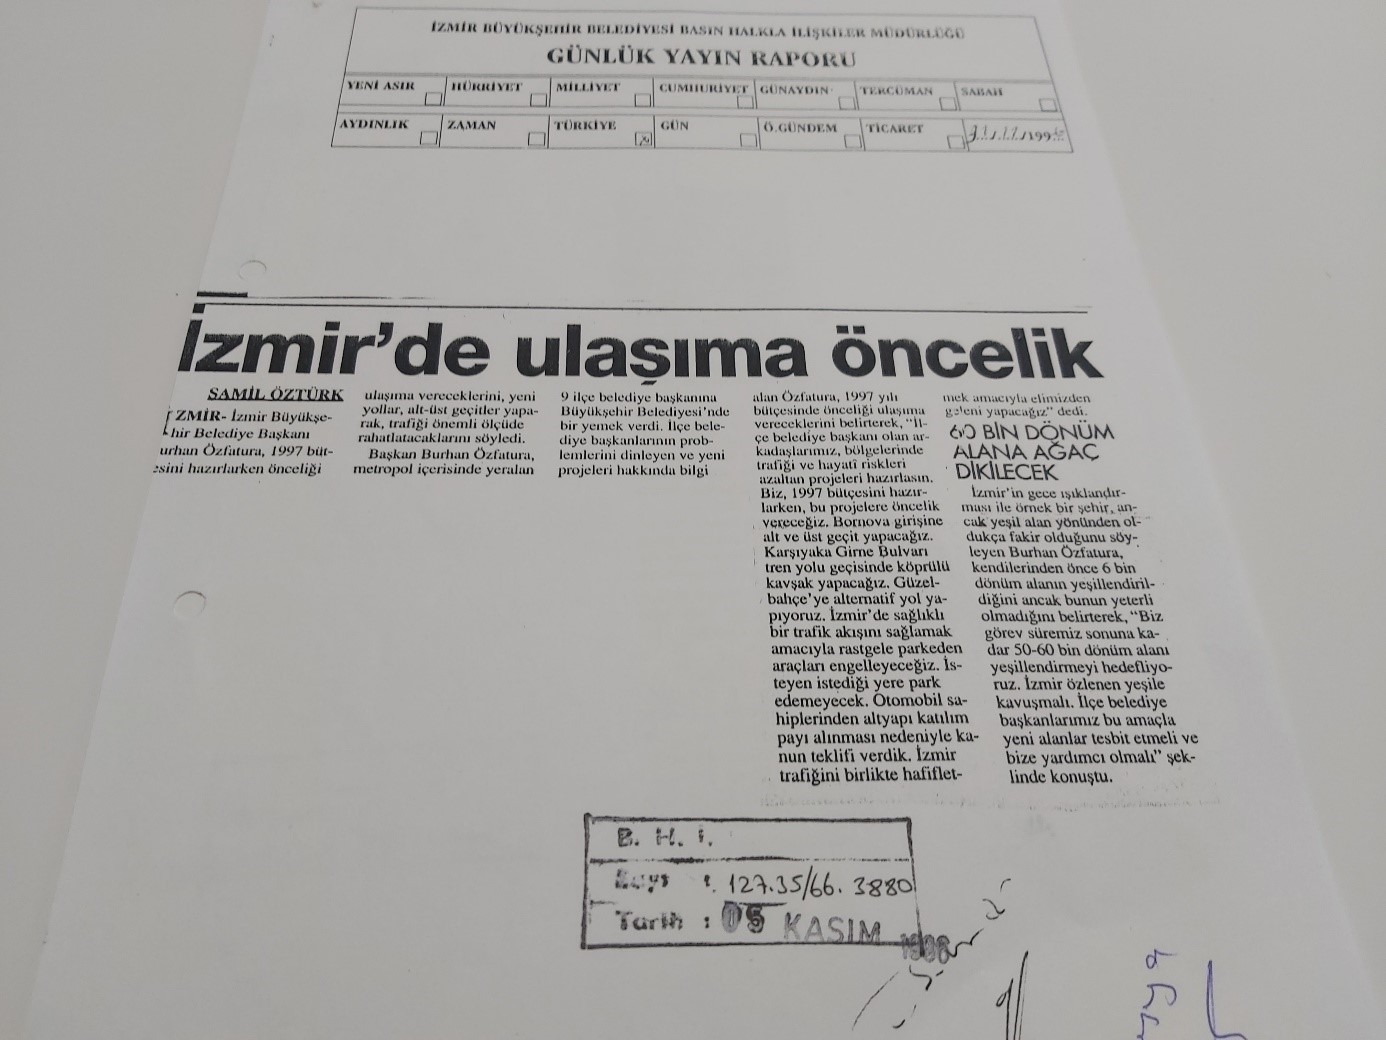 İZMİR BÜYÜKŞEHİR BELEDİYESİ BASIN HALKLA İLİŞKİLER MÜDÜRLÜĞÜ
GÜNLÜK YAYIN RAPORU
YENİ ASIR HÜRRİYET MİLLİYET CUMHURİYET GÜNAYDIN TERCÜMAN SABAH
AYDINLIK ZAMAN TÜRKİYE GÜN Ö.GÜNDEM TİCARET
İzmir'de ulaşıma öncelik
SAMİL ÖZTÜRK
İZMİR- İzmir Büyükşe-
hir Belediye Başkanı
urhan Özfatura, 1997 büt-
esini hazırlarken önceliği
ulaşıma vereceklerini, yeni
yollar, alt-üst geçitler yapa-
rak, trafiği önemli ölçüde
rahatlatacaklarını söyledi.
Başkan Burhan Özfatura,
metropol içerisinde yeralan
9 ilçe belediye başkanına
Büyükşehir Belediyesi'nde
bir yemek verdi. İlçe bele-
diye başkanlarının prob-
lemlerini dinleyen ve yeni
projeleri hakkında bilgi
alan Özfatura, 1997 yılı
bütçesinde önceliği ulaşıma
vereceklerini belirterek, "İl-
çe belediye başkanı olan ar-
kadaşlarımız, bölgelerinde
trafiği ve hayatî riskleri
azaltan projeleri hazırlasın.
Biz, 1997 bütçesini hazır-
larken, bu projelere öncelik
vereceğiz. Bornova girişine
alt ve üst geçit yapacağız.
Karşıyaka Girne Bulvarı
tren yolu geçisinde köprülü
kavşak yapacağız. Güzel-
bahçe'ye alternatif yol ya-
pıyoruz. İzmir'de sağlıklı
bir trafik akışını sağlamak
amacıyla rastgele parkeden
araçları engelleyeceğiz. İs-
teyen istediği yere park
edemeyecek. Otomobil sa-
hiplerinden altyapı katılım
payı alınması nedeniyle ka-
nun teklifi verdik. İzmir
trafiğini birlikte hafiflet-
mek amacıyla elimizden
geleni yapacağız" dedi.
60 BİN DÖNÜM
ALANA AĞAÇ
DİKİLECEK
İzmir'in gece ışıklandır-
ması ile örnek bir şehir, an-
cak yeşil alan yönünden ol-
dukça fakir olduğunu söy-
leyen Burhan Özfatura,
kendilerinden önce 6 bin
dönüm alanın yeşillendiril-
diğini ancak bunun yeterli
olmadığını belirterek, "Biz
görev süremiz sonuna ka-
dar 50-60 bin dönüm alanı
yeşillendirmeyi hedefliyo-
ruz. İzmir özlenen yeşile
kavuşmalı. İlçe belediye
başkanlarımız bu amaçla
yeni alanlar tesbit etmeli ve
bize yardımcı olmalı" şek-
linde konuştu.
B. H. İ.
Sayı : 127.35/66. 3880
Tarih : 05 KASIM 1996